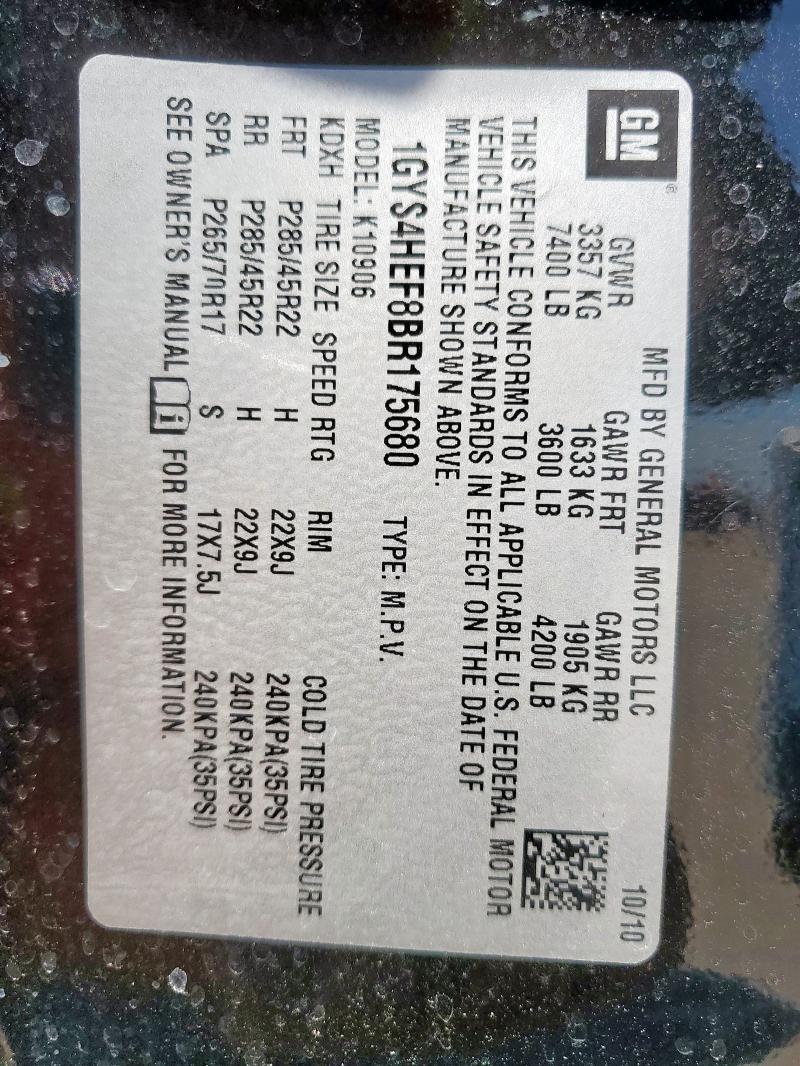 GM ®
MFD BY GENERAL MOTORS LLC 10/10
GVWR GAWR FRT GAWR RR
3357 KG 1633 KG 1905 KG
7400 LB 3600 LB 4200 LB
THIS VEHICLE CONFORMS TO ALL APPLICABLE U.S. FEDERAL MOTOR
VEHICLE SAFETY STANDARDS IN EFFECT ON THE DATE OF
MANUFACTURE SHOWN ABOVE.
1GYS4HEF8BR175680 TYPE: M.P.V.
MODEL: K10906
KDXH TIRE SIZE SPEED RTG RIM COLD TIRE PRESSURE
FRT P285/45R22 H 22X9J 240KPA(35PSI)
RR P285/45R22 H 22X9J 240KPA(35PSI)
SPA P265/70R17 S 17X7.5J 240KPA(35PSI)
SEE OWNER'S MANUAL i FOR MORE INFORMATION.